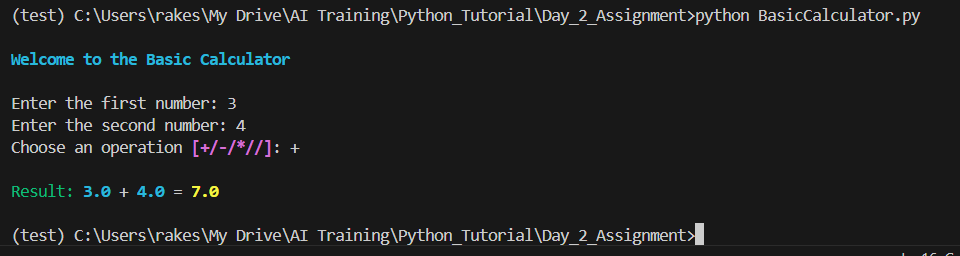 (test) C:\Users\rakes\My Drive\AI Training\Python_Tutorial\Day_2_Assignment>python BasicCalculator.py
Welcome to the Basic Calculator
Enter the first number: 3
Enter the second number: 4
Choose an operation [+/-/*//]: +
Result: 3.0 + 4.0 = 7.0
(test) C:\Users\rakes\My Drive\AI Training\Python_Tutorial\Day_2_Assignment>